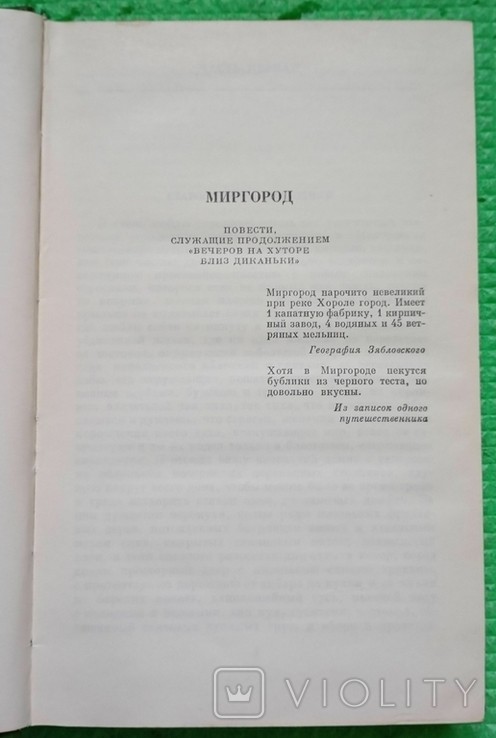 МИРГОРОД
ПОВЕСТИ,
СЛУЖАЩИЕ ПРОДОЛЖЕНИЕМ
«ВЕЧЕРОВ НА ХУТОРЕ
БЛИЗ ДИКАНЬКИ»
Миргород нарочито невеликий
при реке Хороле город. Имеет
1 канатную фабрику, 1 кирпич-
ный завод, 4 водяных и 45 вет-
ряных мельниц.
География Зябловского
Хотя в Миргороде пекутся
бублики из черного теста, но
довольно вкусны.
Из записок одного
путешественника
VIOLITY